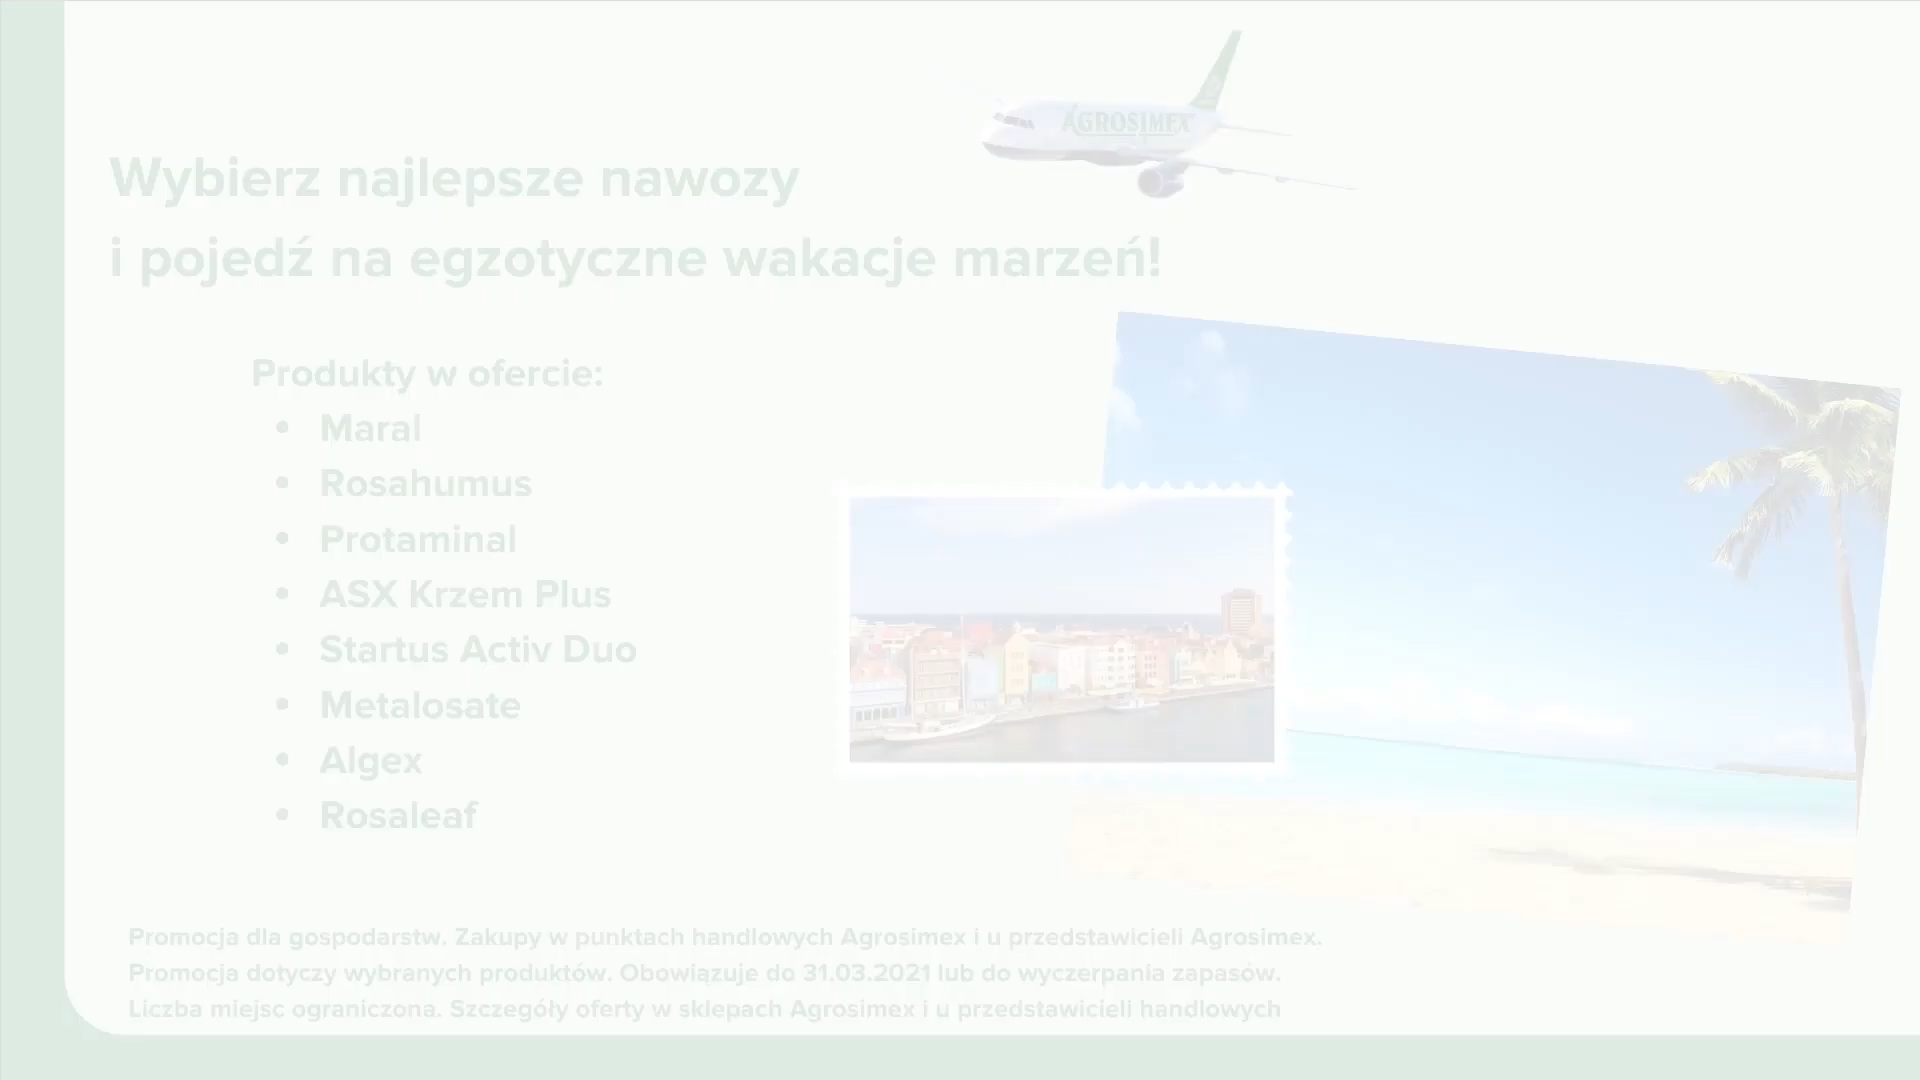 AGROSIMEX
Wybierz najlepsze nawozy
i pojedź na egzotyczne wakacje marzeń!
Produkty w ofercie:
• Maral
• Rosahumus
• Protaminal
• ASX Krzem Plus
• Startus Activ Duo
• Metalosate
• Algex
• Rosaleaf
Promocja dla gospodarstw. Zakupy w punktach handlowych Agrosimex i u przedstawicieli Agrosimex.
Promocja dotyczy wybranych produktów. Obowiązuje do 31.03.2021 lub do wyczerpania zapasów.
Liczba miejsc ograniczona. Szczegóły oferty w sklepach Agrosimex i u przedstawicieli handlowych